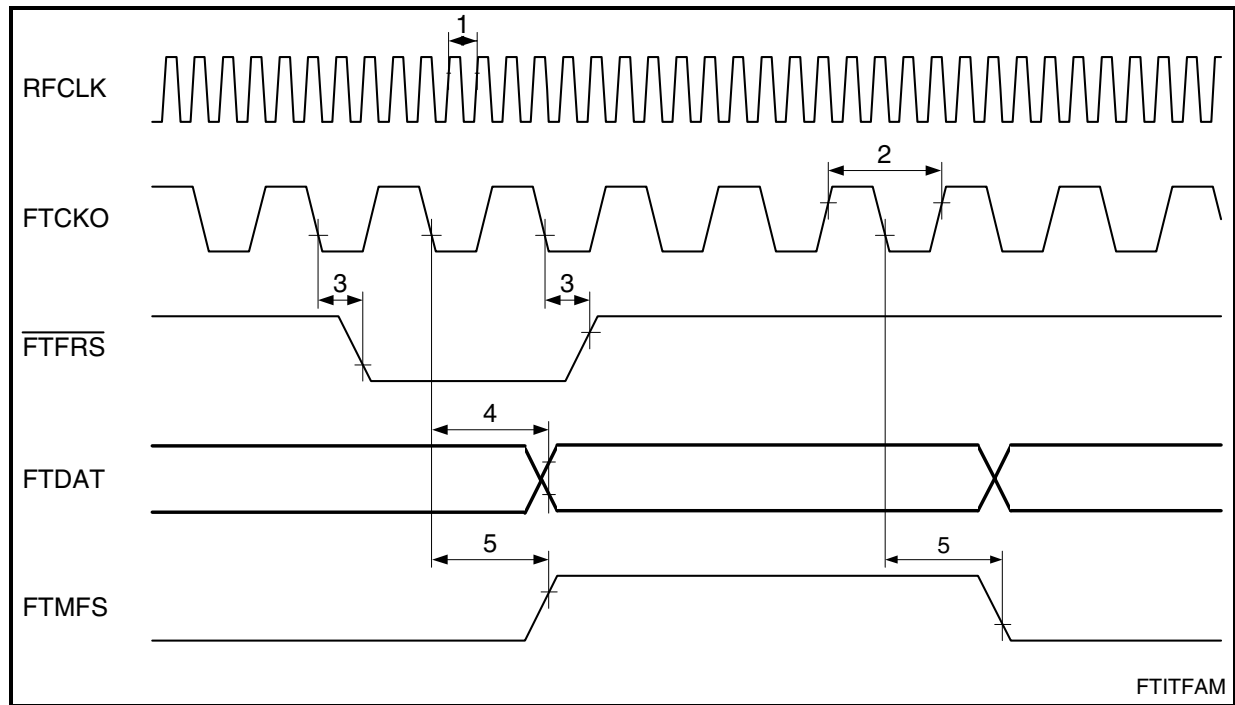 1
RFCLK
2
FTCKO
3 3
FTFRS
4
FTDAT
5 5
FTMFS
FTITFAM